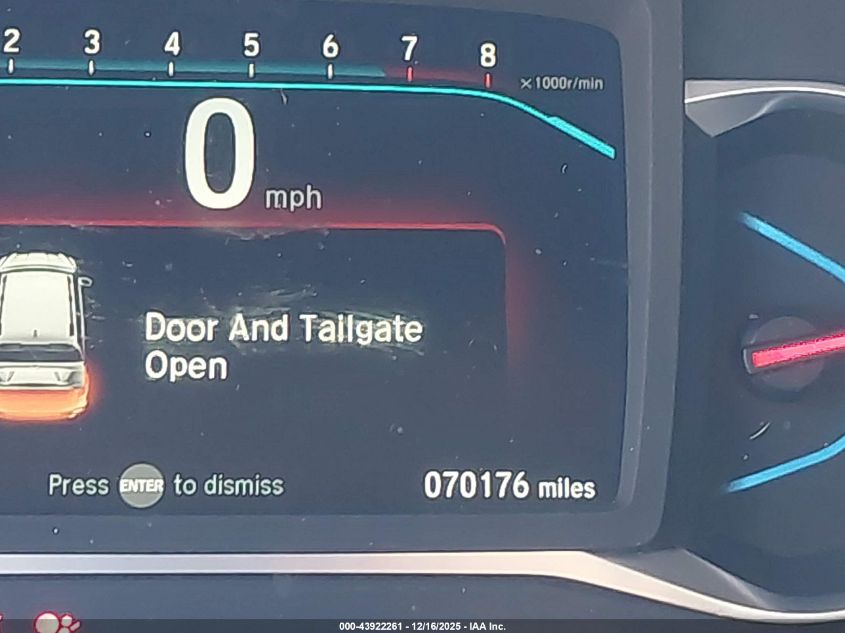 2 3 4 5 6 7 8
×1000r/min
0 mph
Door And Tailgate
Open
Press ENTER to dismiss
070176 miles
000-43922261 - 12/16/2025 - IAA Inc.